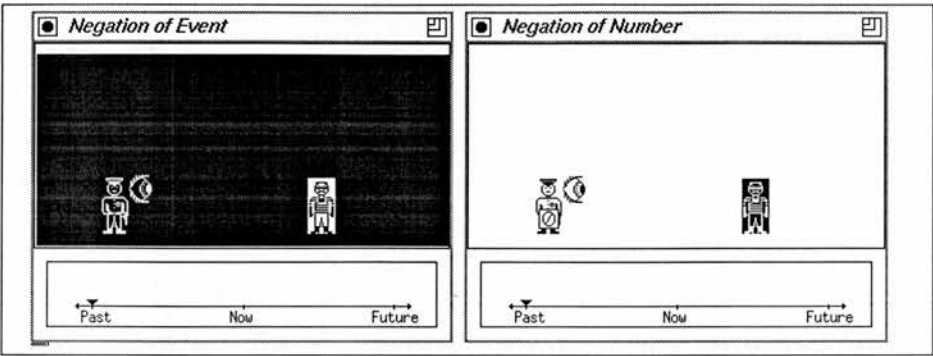 Negation of Event
Past Now Future
Negation of Number
Past Now Future